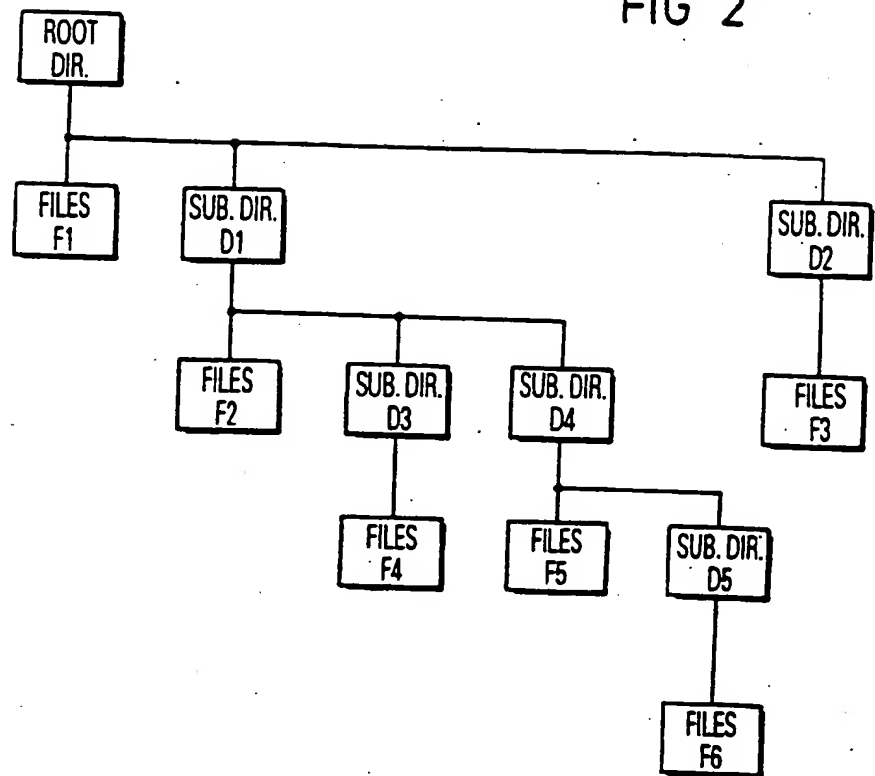 FIG 2
ROOT
DIR.
FILES
F1
SUB. DIR.
D1
SUB. DIR.
D2
FILES
F2
SUB. DIR.
D3
SUB. DIR.
D4
FILES
F3
FILES
F4
FILES
F5
SUB. DIR.
D5
FILES
F6